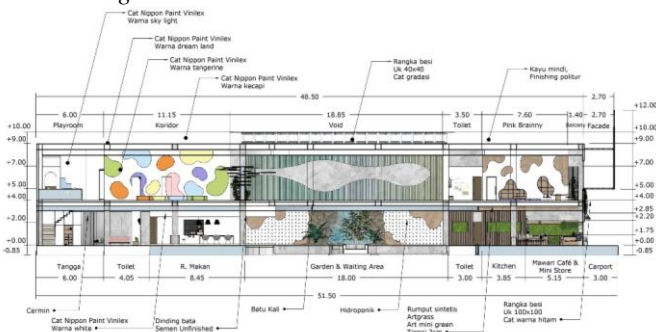 Cat Nippon Paint Vinilex
Warna sky light
Cat Nippon Paint Vinilex
Warna dream land
Cat Nippon Paint Vinilex
Warna tangerine
Cat Nippon Paint Vinilex
Warna kecapi
Rangka besi
Uk 40x40
Cat gradasi
Kayu mindi,
Finishing politur
48.50
6.00 11.15 18.85 3.50 7.60 1.40 2.70
Playroom Koridor Void Toilet Pink Brainny Balcony Facade
+12.00
+10.00 +10.00
+9.00 +9.00
+7.00 +7.00
+5.00 +5.00
+4.00 +4.00
+2.85
+2.00 +2.20
+1.75
+0.00 +0.00
-0.85 -0.85
Tangga Toilet R. Makan Garden & Waiting Area Toilet Kitchen Mawari Café & Mini Store Carport
6.00 4.05 8.45 18.00 3.00 3.85 5.15 3.00
51.50
Cermin
Cat Nippon Paint Vinilex
Warna white
Dinding bata
Semen Unfinished
Batu Kali
Hidroponik
Rumput sintetis
Artgrass
Art mini green
Rangka besi
Uk 100x100
Cat warna hitam